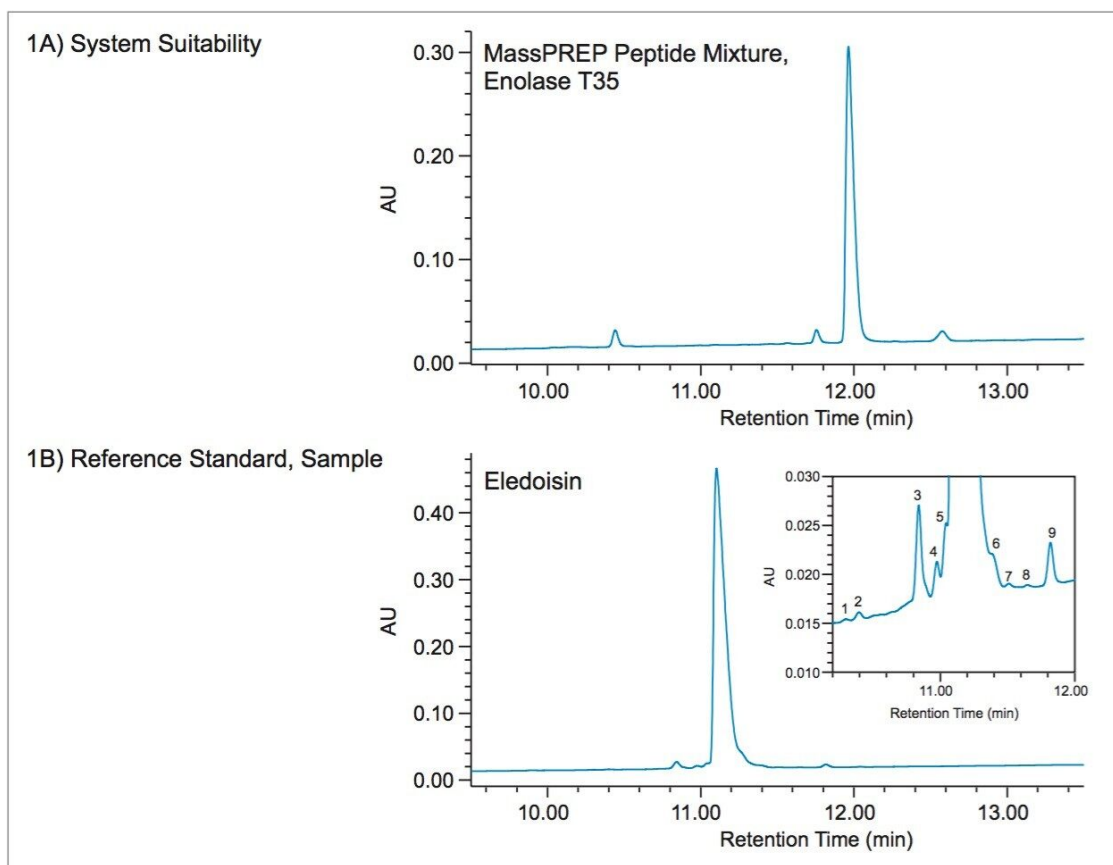 1A) System Suitability
MassPREP Peptide Mixture,
Enolase T35
0.30
0.20
0.10
0.00
AU
10.00 11.00 12.00 13.00
Retention Time (min)
1B) Reference Standard, Sample
Eledoisin
0.40
0.30
0.20
0.10
0.00
AU
10.00 11.00 12.00 13.00
Retention Time (min)
0.030
0.025
0.020
0.015
0.010
AU
1 2 3 4 5 6 7 8 9
11.00 12.00
Retention Time (min)